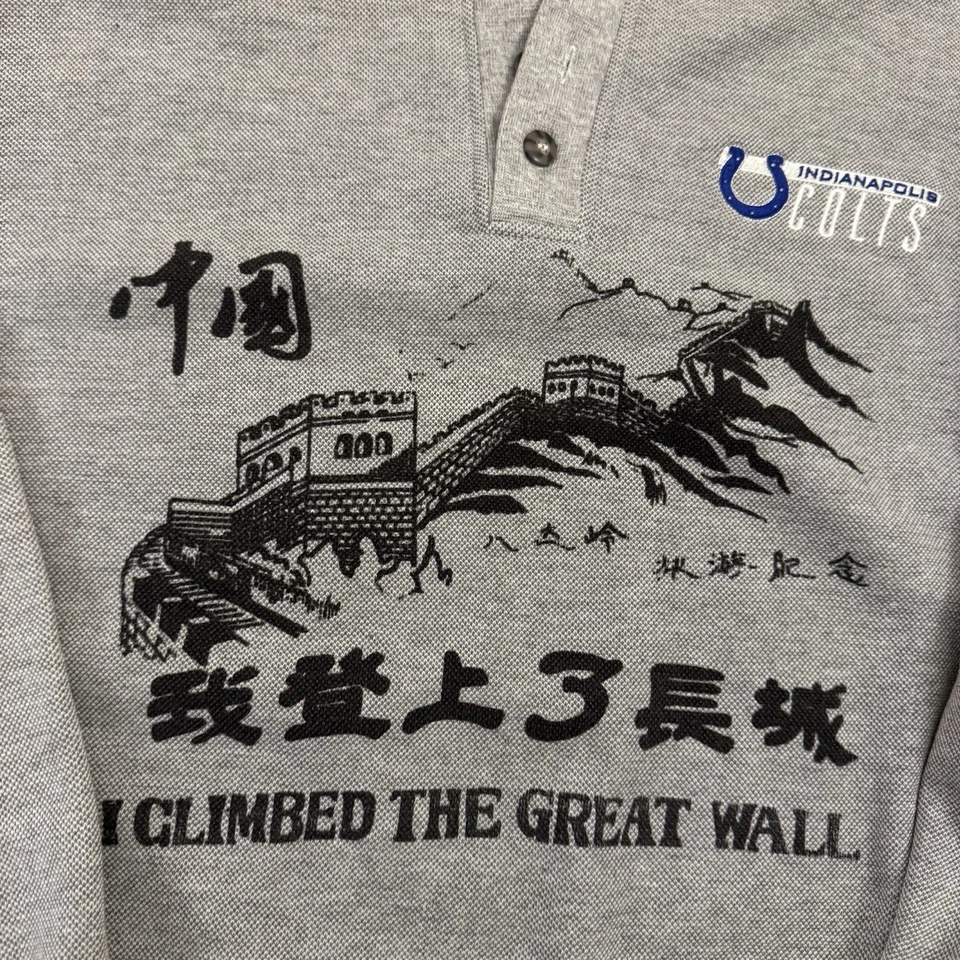 INDIANAPOLIS
COLTS
中國
八达岭
旅游纪念
我登上了長城
I CLIMBED THE GREAT WALL